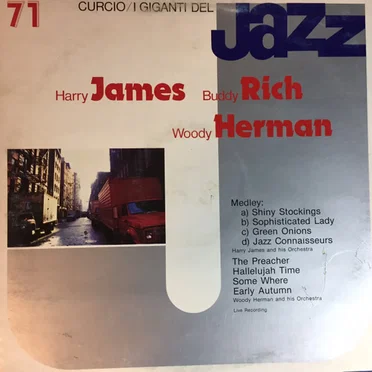 71
CURCIO/I GIGANTI DEL
Jazz
Harry James Buddy Rich
Woody Herman
Medley:
a) Shiny Stockings
b) Sophisticated Lady
c) Green Onions
d) Jazz Connaisseurs
Harry James and his Orchestra
The Preacher
Hallelujah Time
Some Where
Early Autumn
Woody Herman and his Orchestra
Live Recording